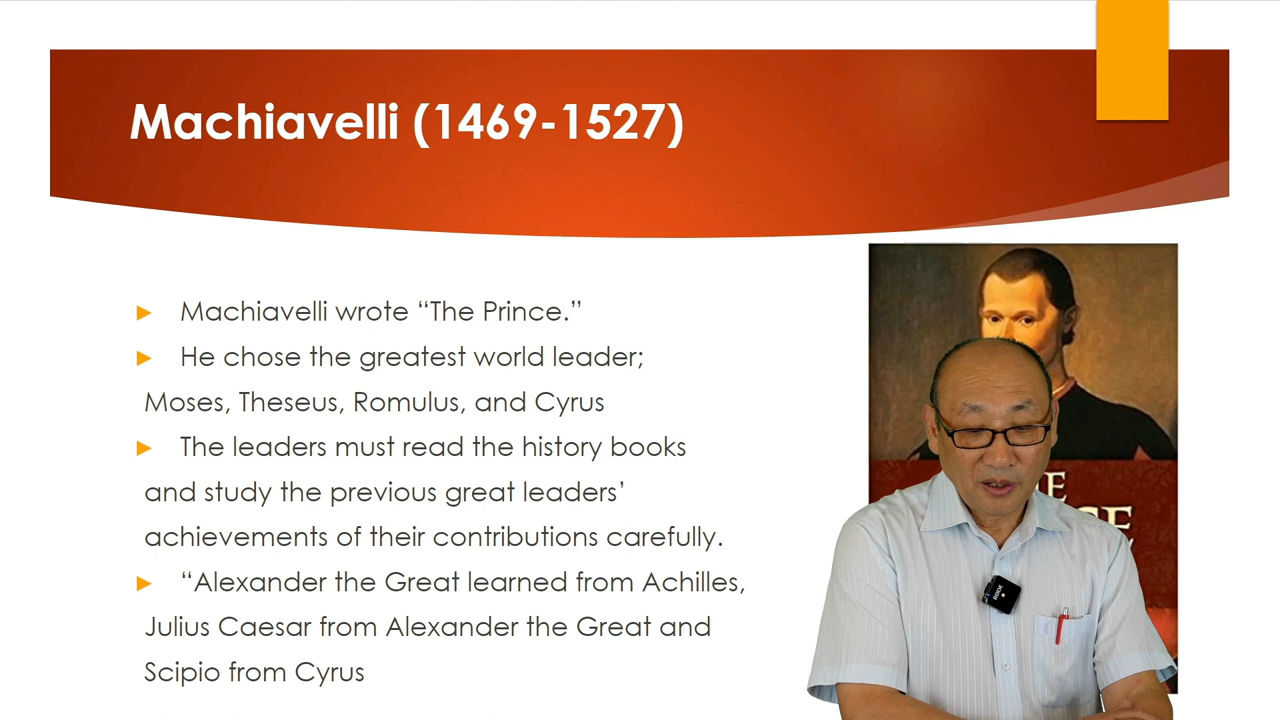 Machiavelli (1469-1527)
► Machiavelli wrote “The Prince.”
► He chose the greatest world leader;
Moses, Theseus, Romulus, and Cyrus
► The leaders must read the history books
and study the previous great leaders’
achievements of their contributions carefully.
► “Alexander the Great learned from Achilles,
Julius Caesar from Alexander the Great and
Scipio from Cyrus